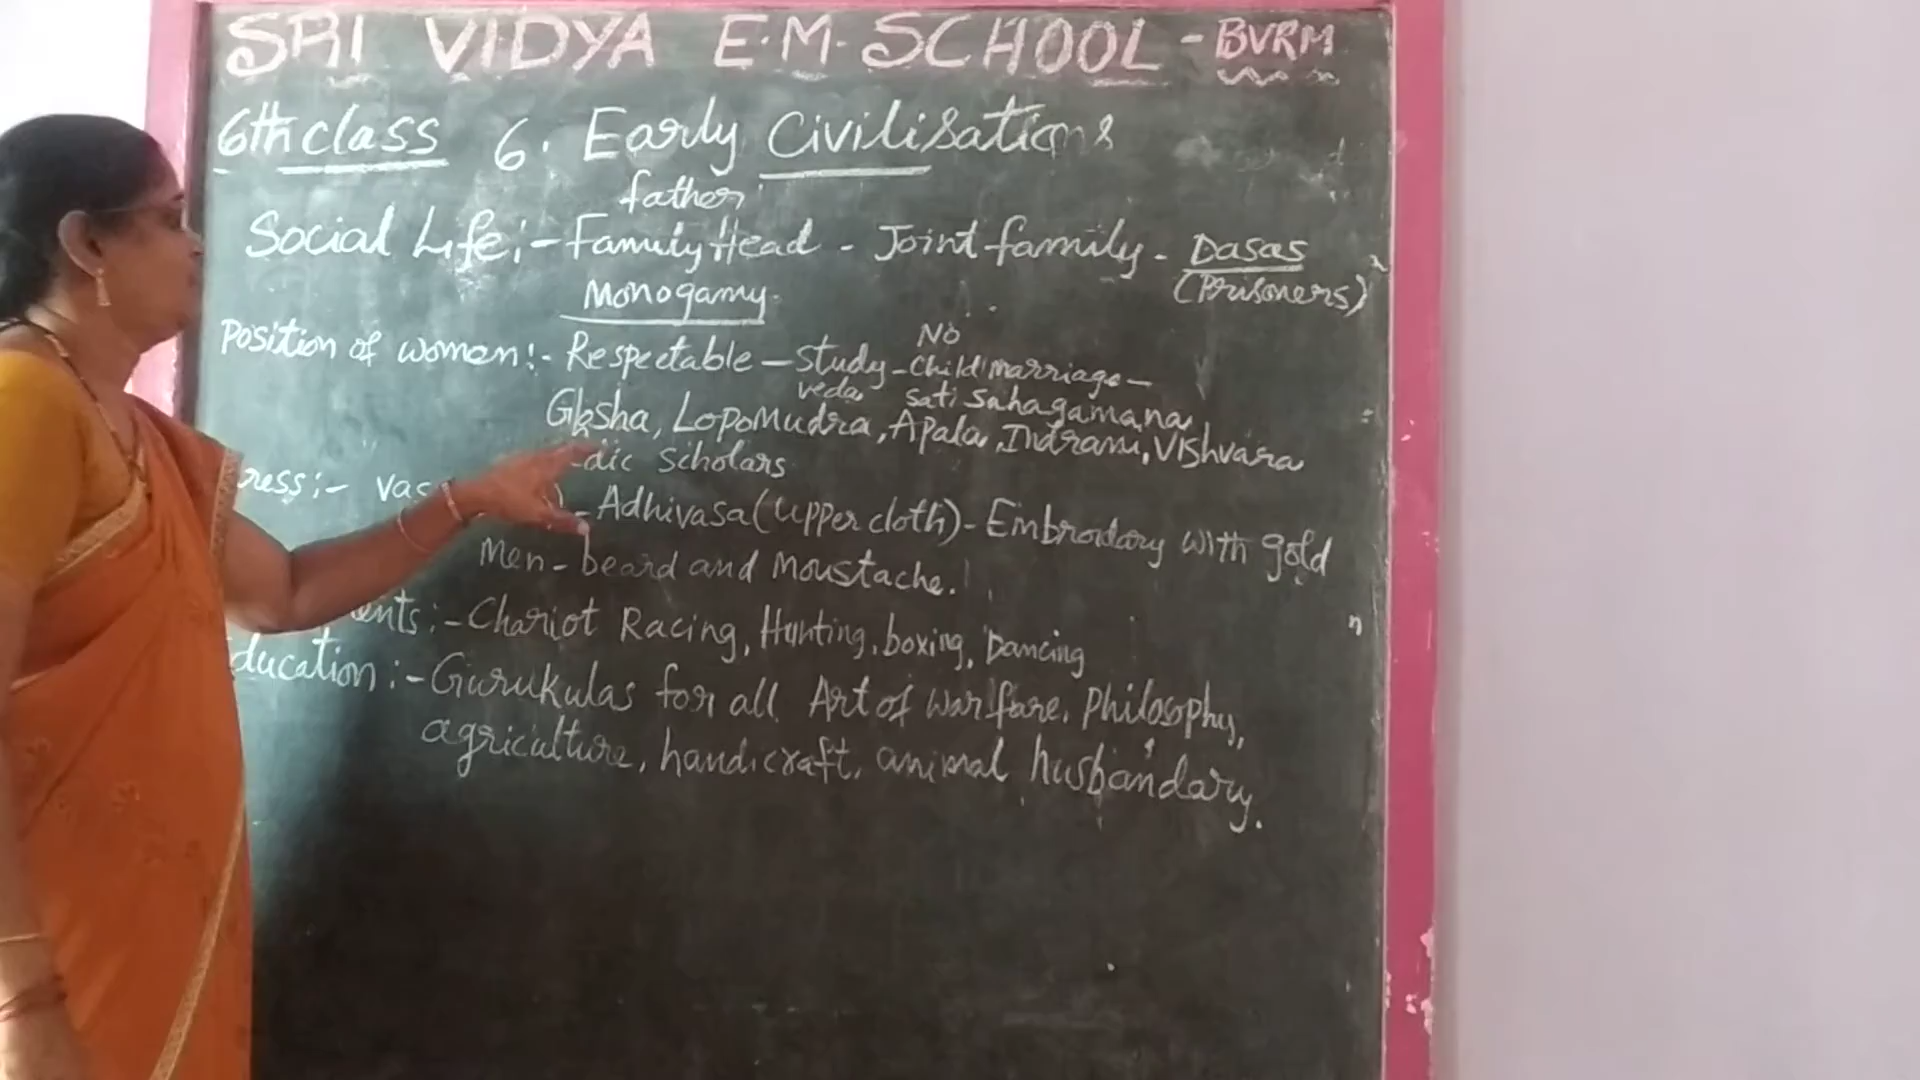 SRI VIDYA E.M. SCHOOL - BVRM
6th class 6. Early Civilisations
father
Social Life:- Family Head - Joint family - Dasas
Monogamy. (Prisoners)
No
Position of women:- Respectable - Study - Child marriage -
veda sati sahagamana
Ghosha, Lopomudra, Apala, Indrani, Vishvara
dic scholars
ress:- vas ) - Adhivasa (upper cloth) - Embrodary with gold
Men - beard and Moustache.
ents:- Chariot Racing, Hunting, boxing, Dancing
ducation:- Gurukulas for all Art of warfare, Philosophy,
agriculture, handicraft, animal husbandary.